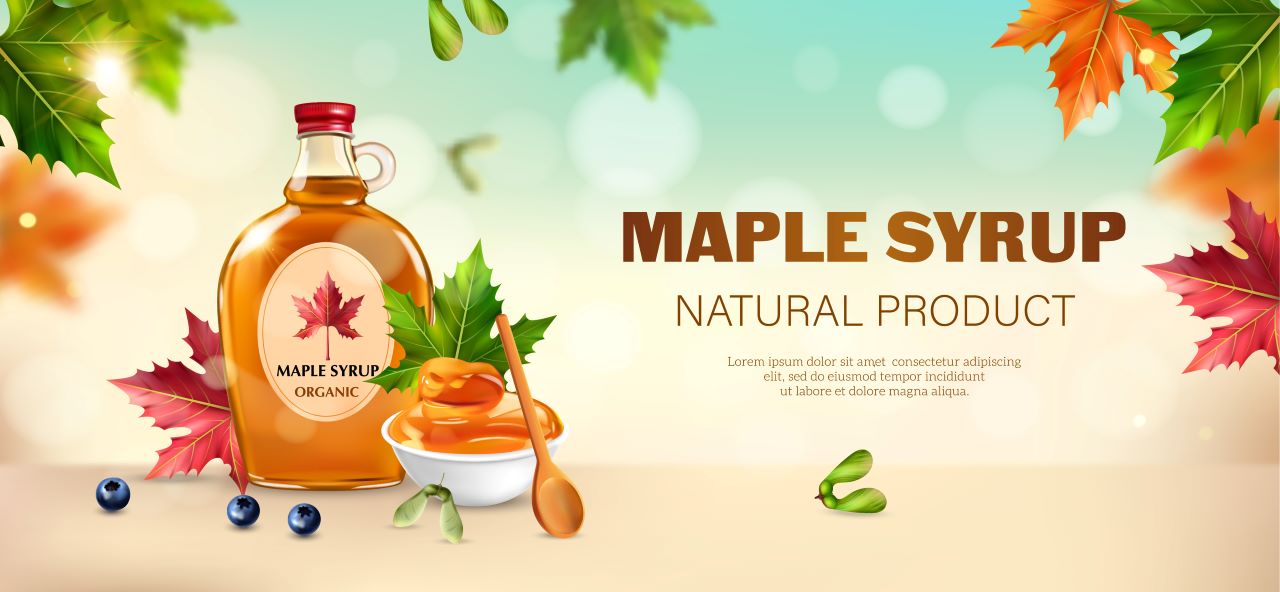 MAPLE SYRUP
ORGANIC
MAPLE SYRUP
NATURAL PRODUCT
Lorem ipsum dolor sit amet consectetur adipiscing
elit, sed do eiusmod tempor incididunt
ut labore et dolore magna aliqua.